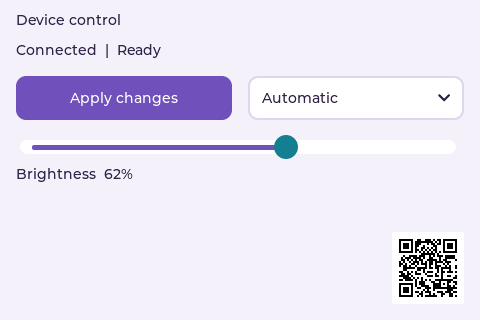 Device control
Connected | Ready
Apply changes
Automatic
Brightness 62%